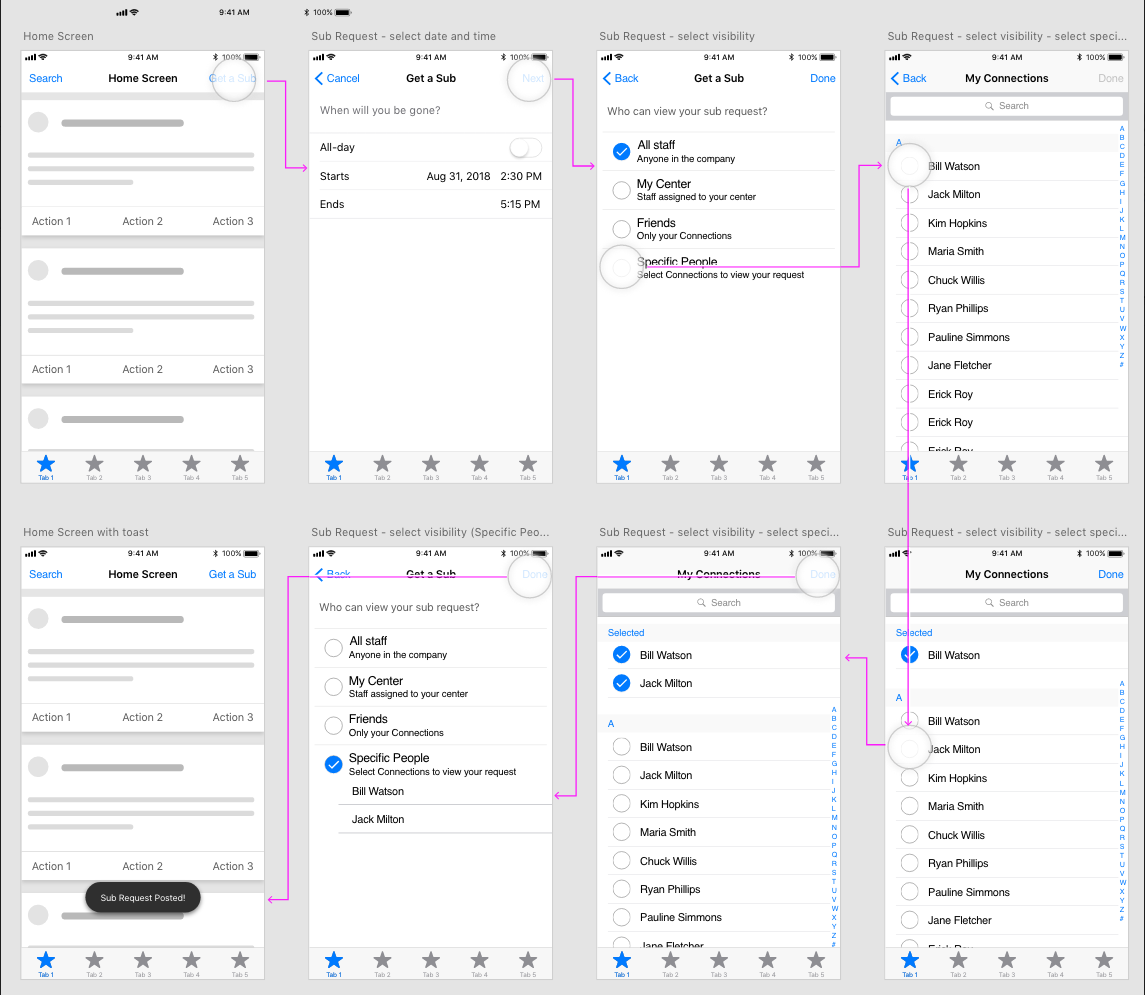 9:41 AM
100%
Home Screen
9:41 AM
100%
Search
Home Screen
Get a Sub
Action 1
Action 2
Action 3
Action 1
Action 2
Action 3
Tab 1
Tab 2
Tab 3
Tab 4
Tab 5
Sub Request - select date and time
9:41 AM
100%
Cancel
Get a Sub
Next
When will you be gone?
All-day
Starts
Aug 31, 2018 2:30 PM
Ends
5:15 PM
Tab 1
Tab 2
Tab 3
Tab 4
Tab 5
Sub Request - select visibility
9:41 AM
100%
Back
Get a Sub
Done
Who can view your sub request?
All staff
Anyone in the company
My Center
Staff assigned to your center
Friends
Only your Connections
Specific People
Select Connections to view your request
Tab 1
Tab 2
Tab 3
Tab 4
Tab 5
Sub Request - select visibility - select speci...
9:41 AM
100%
Back
My Connections
Done
Search
A
Bill Watson
Jack Milton
Kim Hopkins
Maria Smith
Chuck Willis
Ryan Phillips
Pauline Simmons
Jane Fletcher
Erick Roy
Erick Roy
Erick Roy
A
B
C
D
E
F
G
H
I
J
K
L
M
N
O
P
Q
R
S
T
U
V
W
X
Y
Z
#
Tab 1
Tab 2
Tab 3
Tab 4
Tab 5
Home Screen with toast
9:41 AM
100%
Search
Home Screen
Get a Sub
Action 1
Action 2
Action 3
Action 1
Action 2
Action 3
Sub Request Posted!
Tab 1
Tab 2
Tab 3
Tab 4
Tab 5
Sub Request - select visibility (Specific Peo...
9:41 AM
100%
Back
Get a Sub
Done
Who can view your sub request?
All staff
Anyone in the company
My Center
Staff assigned to your center
Friends
Only your Connections
Specific People
Select Connections to view your request
Bill Watson
Jack Milton
Tab 1
Tab 2
Tab 3
Tab 4
Tab 5
Sub Request - select visibility - select speci...
9:41 AM
100%
My Connections
Done
Search
Selected
Bill Watson
Jack Milton
A
Bill Watson
Jack Milton
Kim Hopkins
Maria Smith
Chuck Willis
Ryan Phillips
Pauline Simmons
Jane Fletcher
A
B
C
D
E
F
G
H
I
J
K
L
M
N
O
P
Q
R
S
T
U
V
W
X
Y
Z
#
Tab 1
Tab 2
Tab 3
Tab 4
Tab 5
Sub Request - select visibility - select speci...
9:41 AM
100%
My Connections
Done
Search
Selected
Bill Watson
A
Bill Watson
Jack Milton
Kim Hopkins
Maria Smith
Chuck Willis
Ryan Phillips
Pauline Simmons
Jane Fletcher
Erick Roy
A
B
C
D
E
F
G
H
I
J
K
L
M
N
O
P
Q
R
S
T
U
V
W
X
Y
Z
#
Tab 1
Tab 2
Tab 3
Tab 4
Tab 5